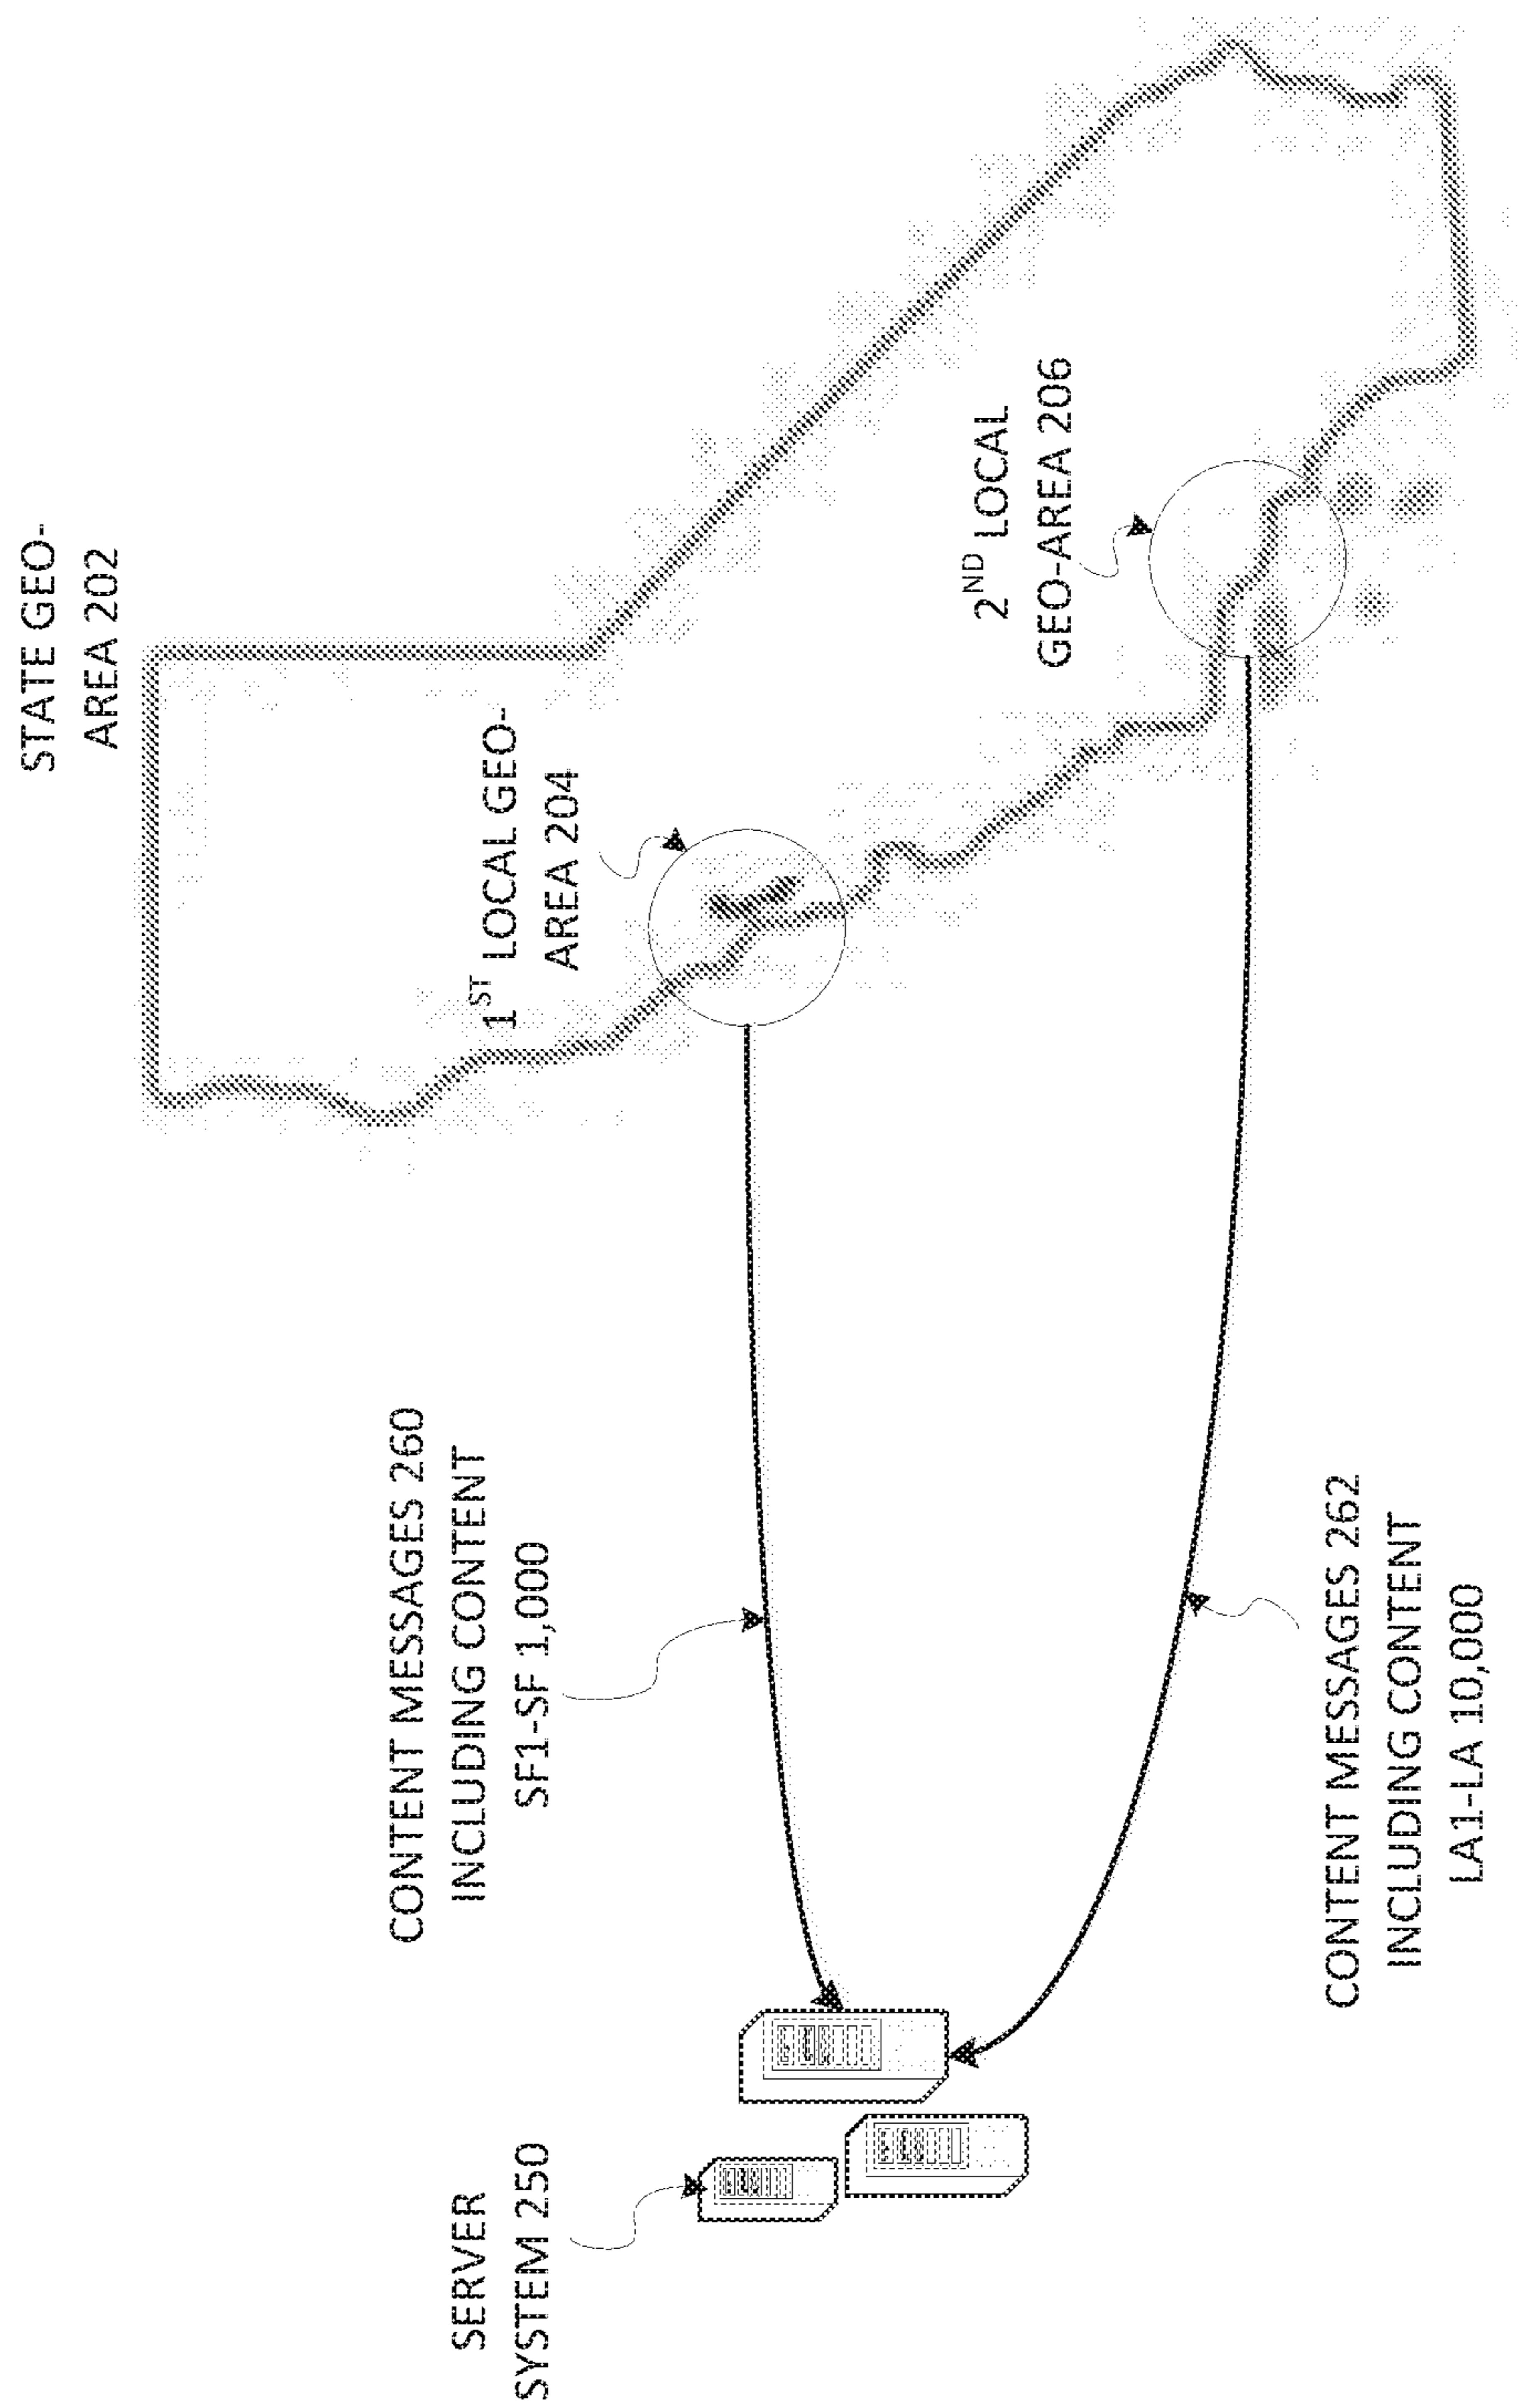 STATE GEO-
AREA 202
1ST LOCAL GEO-
AREA 204
2ND LOCAL
GEO-AREA 206
CONTENT MESSAGES 260
INCLUDING CONTENT
SF1-SF 1,000
CONTENT MESSAGES 262
INCLUDING CONTENT
LA1-LA 10,000
SERVER
SYSTEM 250